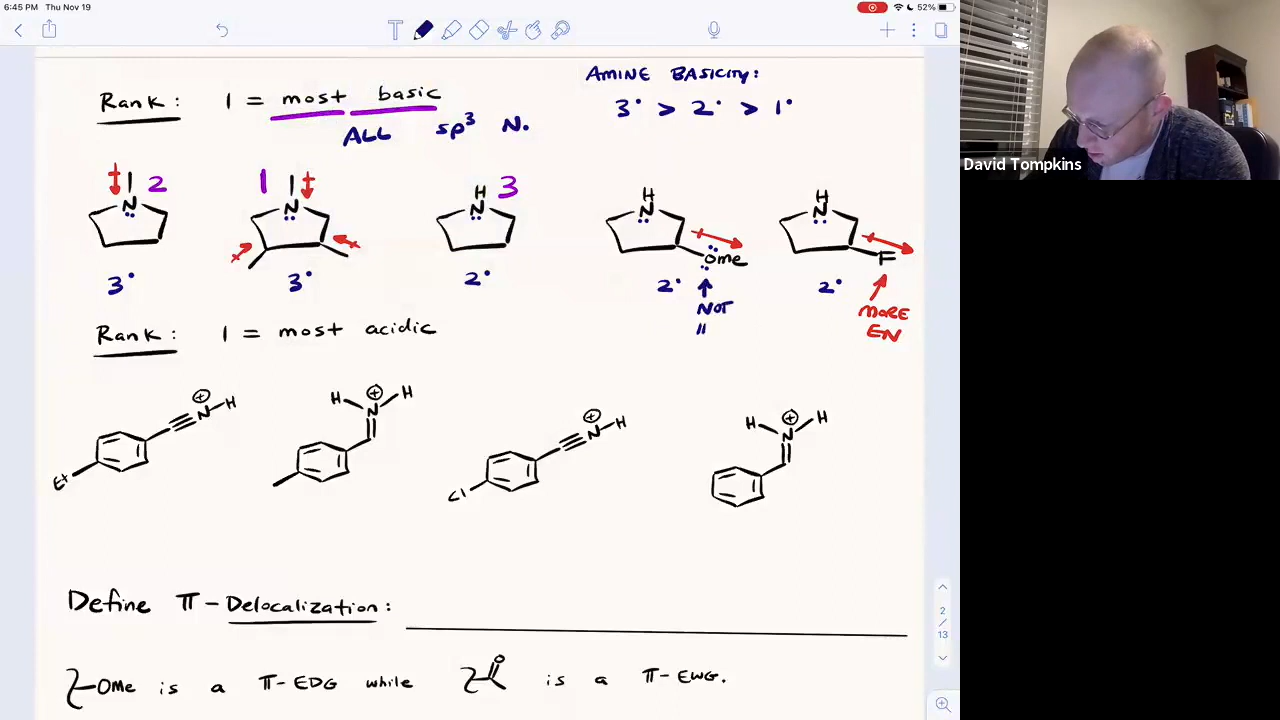 6:45 PM Thu Nov 19
52%
T
Rank: 1 = most basic
ALL sp³ N.
AMINE BASICITY:
3° > 2° > 1°
2
1
3
N
N
H
N
H
N
H
N
OMe
F
3°
3°
2°
2°
2°
NOT
MORE
EN
Rank: 1 = most acidic
⊕
N-H
Et
H ⊕ H
N
⊕
N-H
Cl
H ⊕ H
N
Define π-Delocalization:
OMe is a π-EDG while O is a π-EWG.
2
/
13
David Tompkins